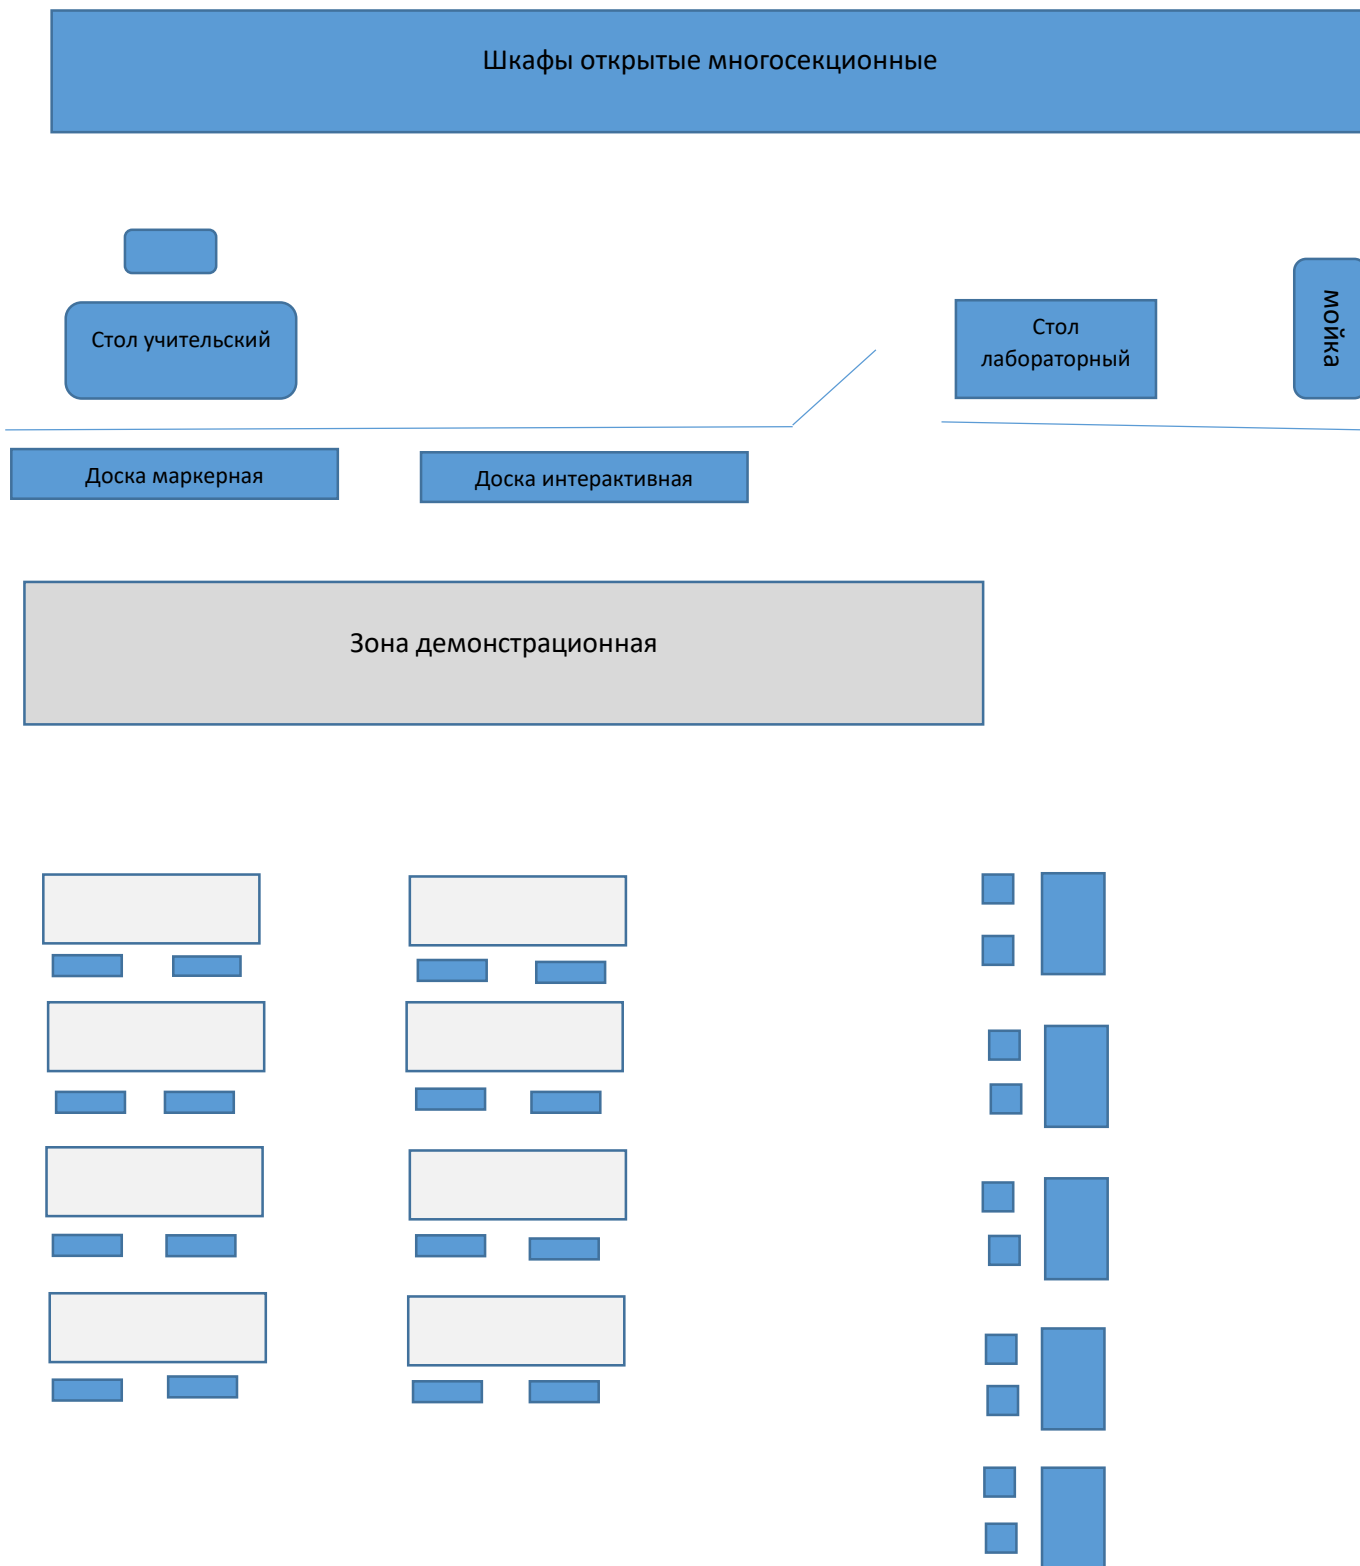 Шкафы открытые многосекционные
Стол учительский
Стол
лабораторный
мойка
Доска маркерная
Доска интерактивная
Зона демонстрационная